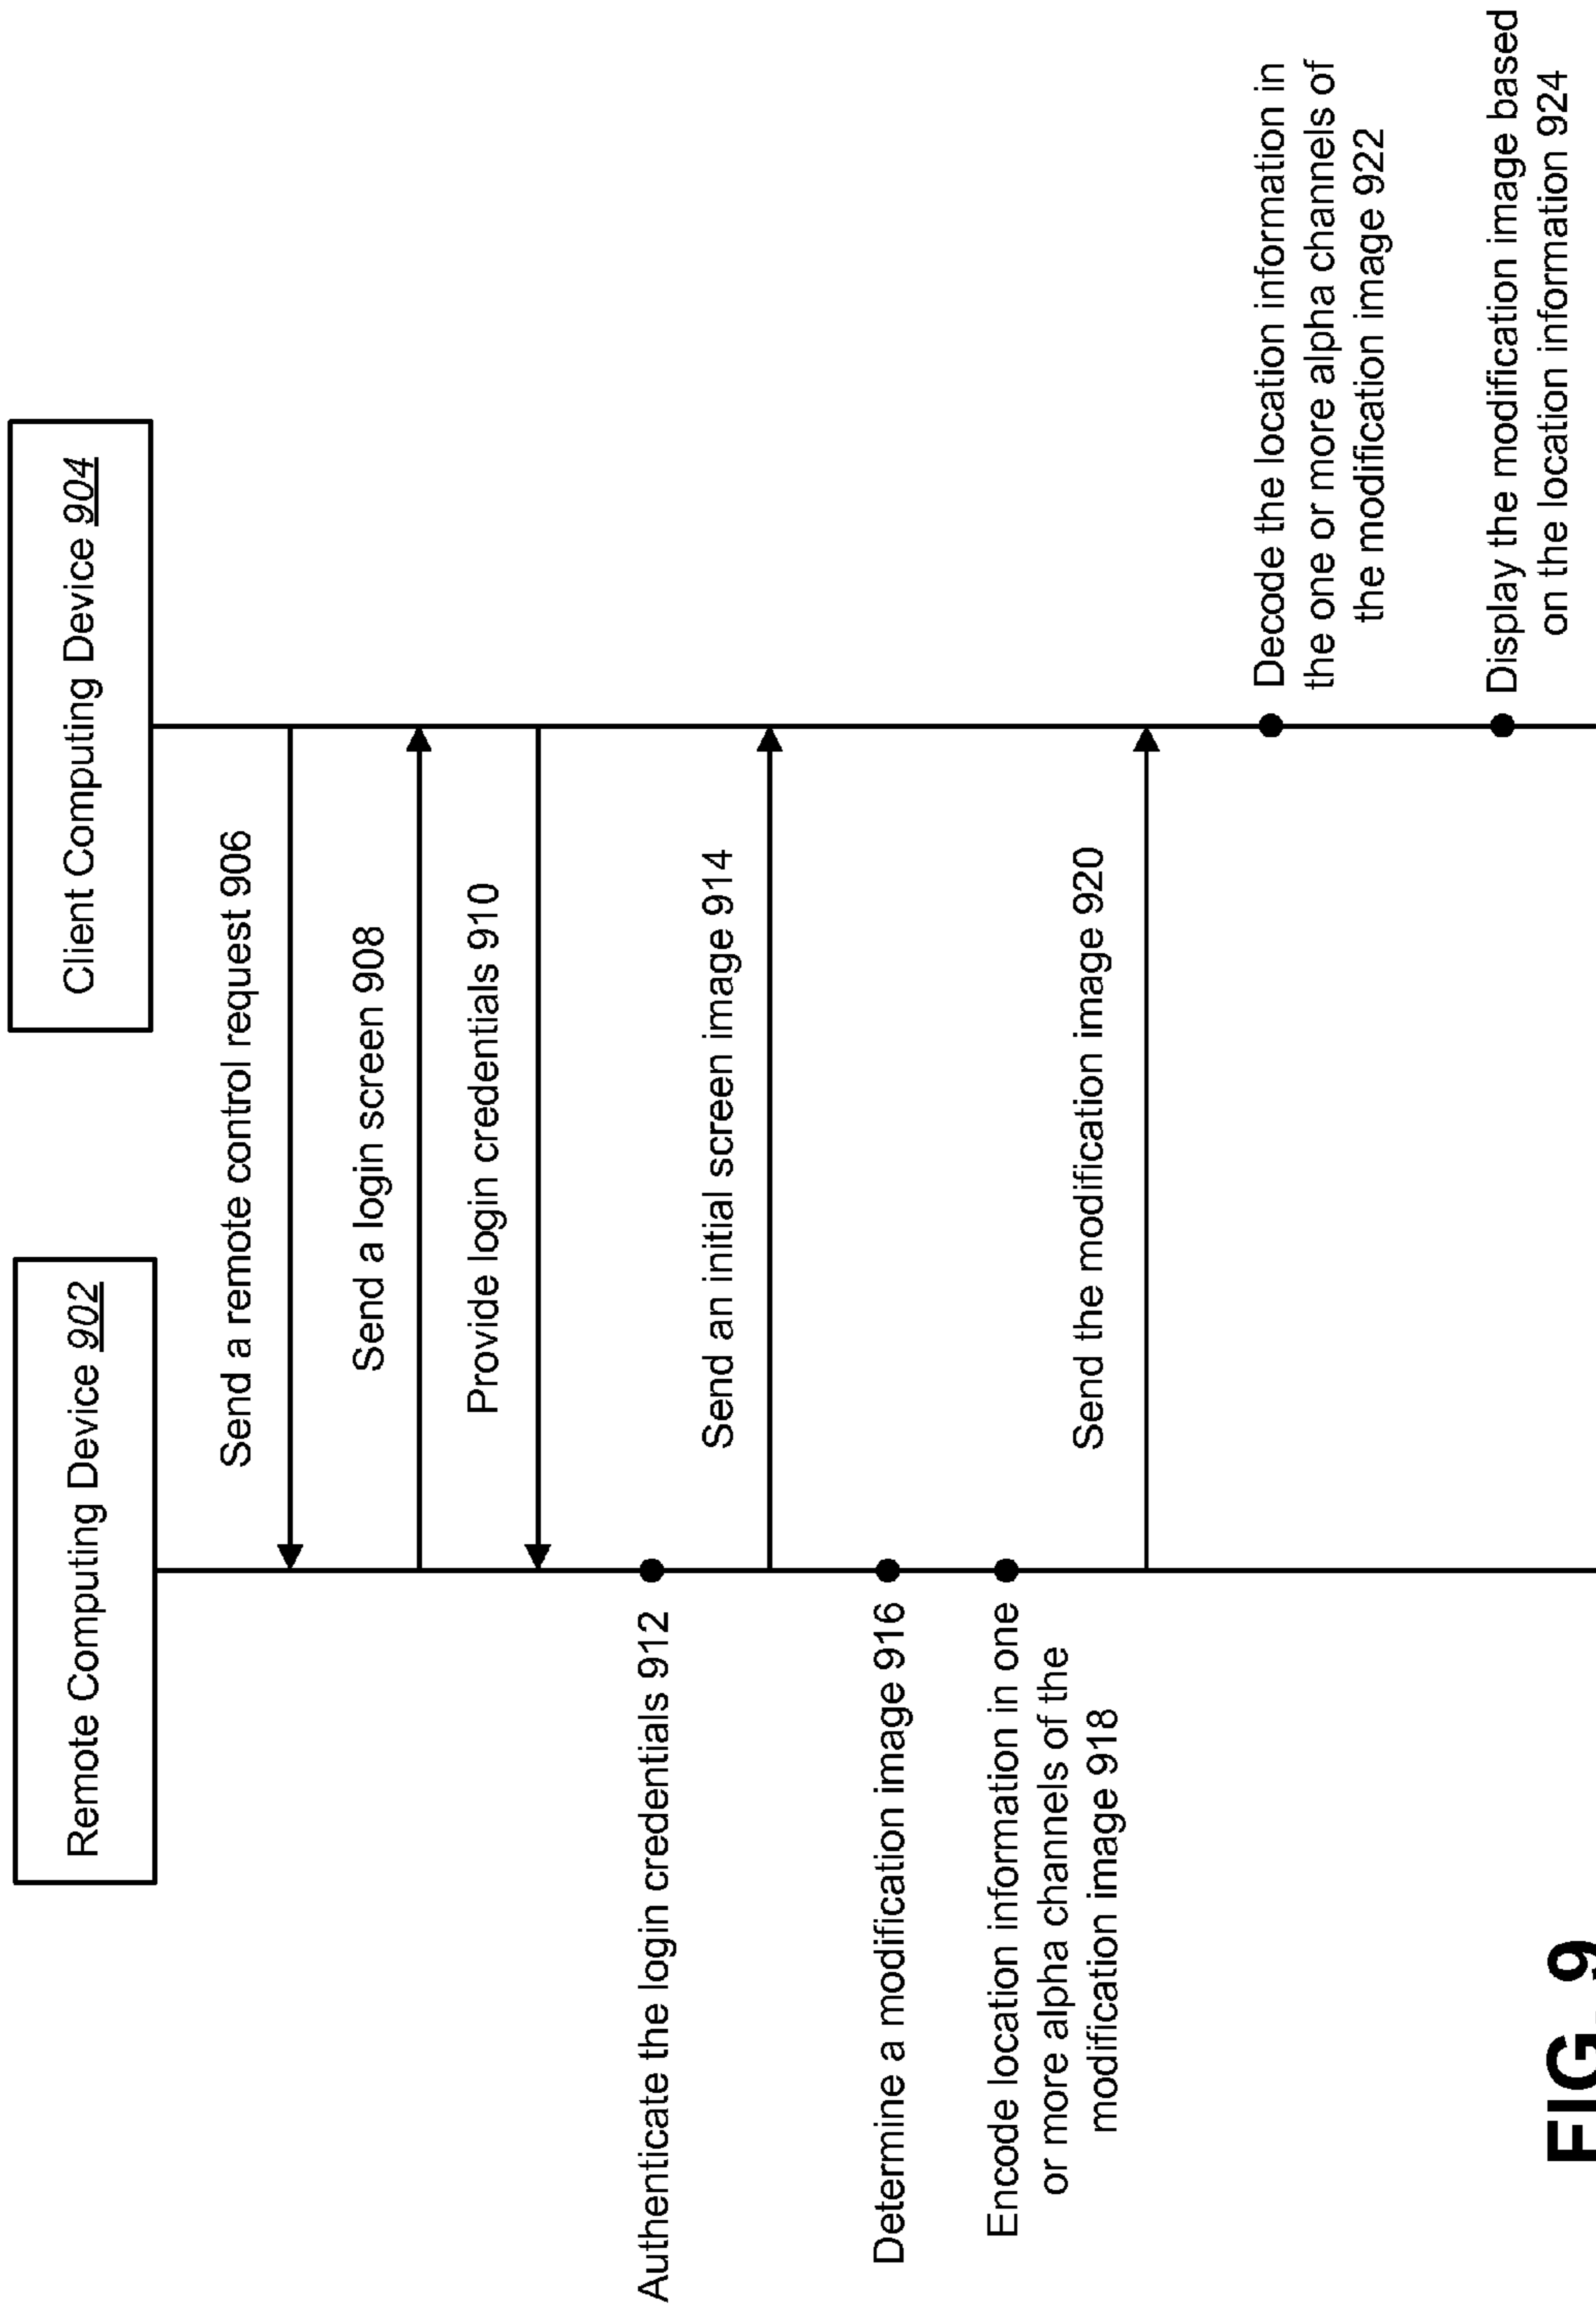 Remote Computing Device 902
Client Computing Device 904
Send a remote control request 906
Send a login screen 908
Provide login credentials 910
Authenticate the login credentials 912
Send an initial screen image 914
Determine a modification image 916
Encode location information in one
or more alpha channels of the
modification image 918
Send the modification image 920
Decode the location information in
the one or more alpha channels of
the modification image 922
Display the modification image based
on the location information 924
FIG. 9